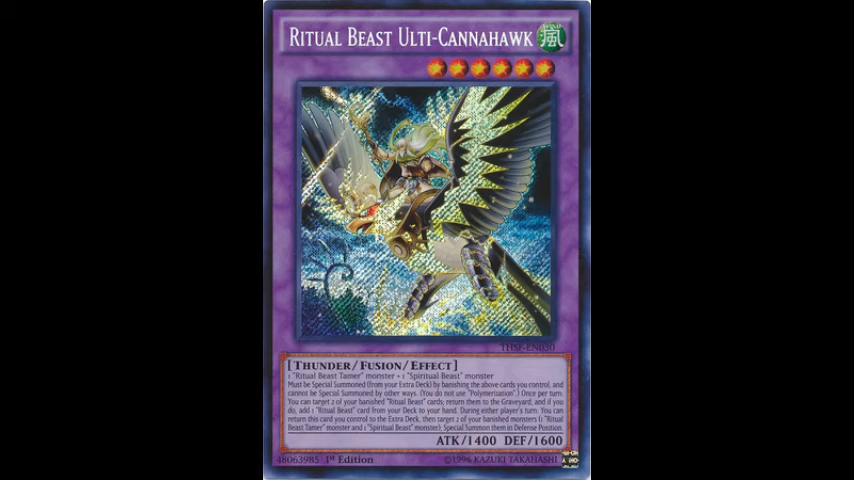 RITUAL BEAST ULTI-CANNAHAWK 風
THSF-EN030
[THUNDER/FUSION/EFFECT]
1 "Ritual Beast Tamer" monster + 1 "Spiritual Beast" monster
Must be Special Summoned (from your Extra Deck) by banishing the above cards you control, and
cannot be Special Summoned by other ways. (You do not use "Polymerization".) Once per turn:
You can target 2 of your banished "Ritual Beast" cards; return them to the Graveyard, and if you
do, add 1 "Ritual Beast" card from your Deck to your hand. During either player's turn: You can
return this card you control to the Extra Deck, then target 2 of your banished monsters (1 "Ritual
Beast Tamer" monster and 1 "Spiritual Beast" monster); Special Summon them in Defense Position.
ATK/1400 DEF/1600
48063985 1st Edition ©1996 KAZUKI TAKAHASHI